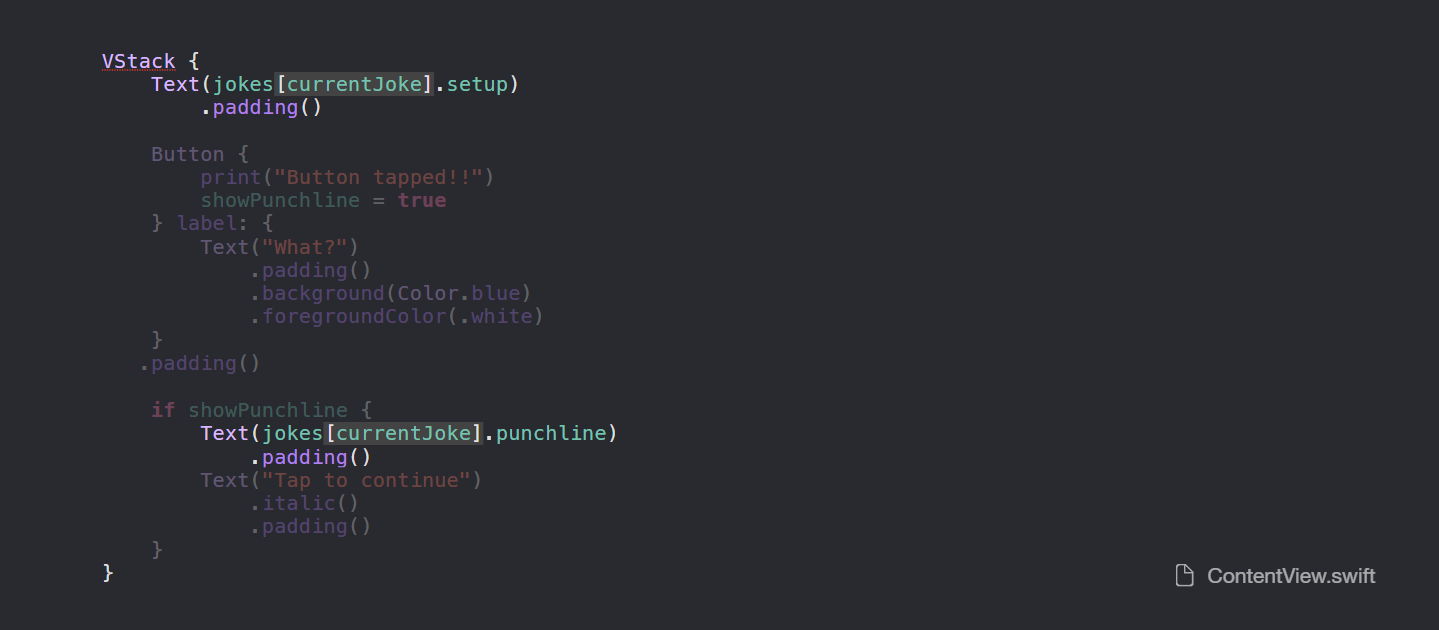 VStack {
    Text(jokes[currentJoke].setup)
        .padding()

    Button {
        print("Button tapped!!")
        showPunchline = true
    } label: {
        Text("What?")
            .padding()
            .background(Color.blue)
            .foregroundColor(.white)
    }
   .padding()

    if showPunchline {
        Text(jokes[currentJoke].punchline)
            .padding()
        Text("Tap to continue")
            .italic()
            .padding()
    }
}
ContentView.swift